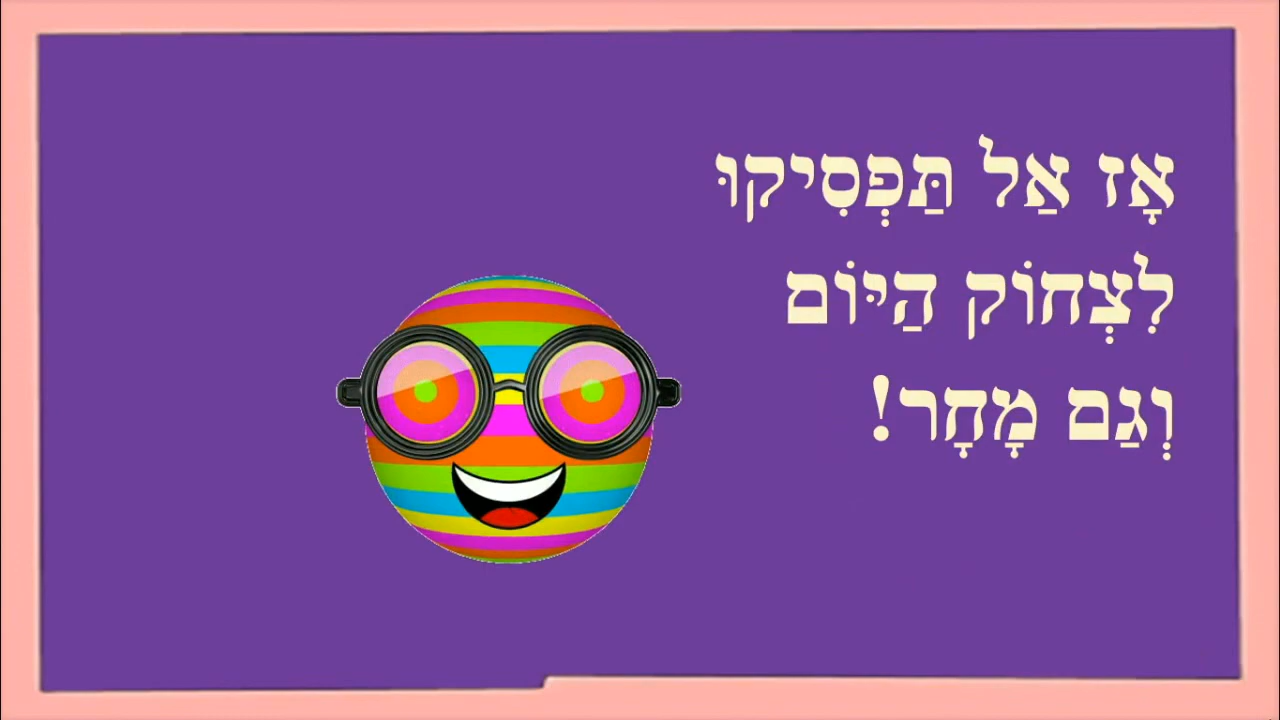 אָז אַל תַּפְסִיקוּ
לִצְחוֹק הַיּוֹם
וְגַם מָחָר!